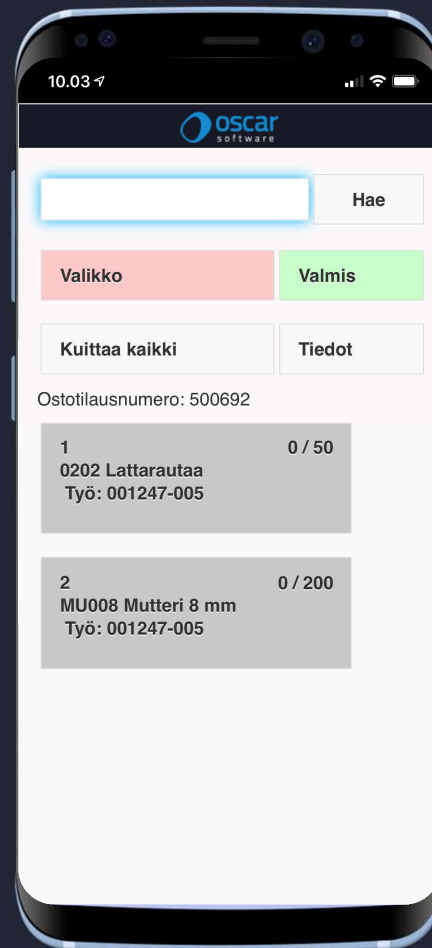 10.03
oscar
software
Hae
Valikko
Valmis
Kuittaa kaikki
Tiedot
Ostotilausnumero: 500692
1 0 / 50
0202 Lattarautaa
Työ: 001247-005
2 0 / 200
MU008 Mutteri 8 mm
Työ: 001247-005